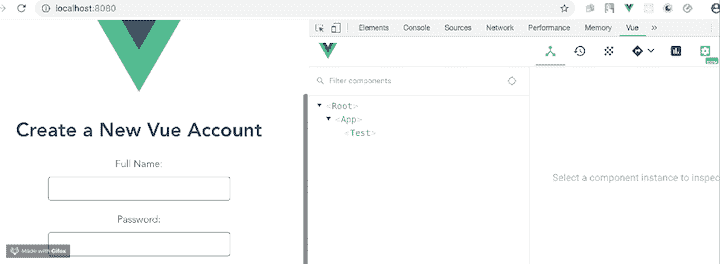 localhost:8080
Elements Console Sources Network Performance Memory Vue »
Filter components
<Root>
<App>
<Test>
Select a component instance to inspec
Create a New Vue Account
Full Name:
Password:
Made with Gifox
new